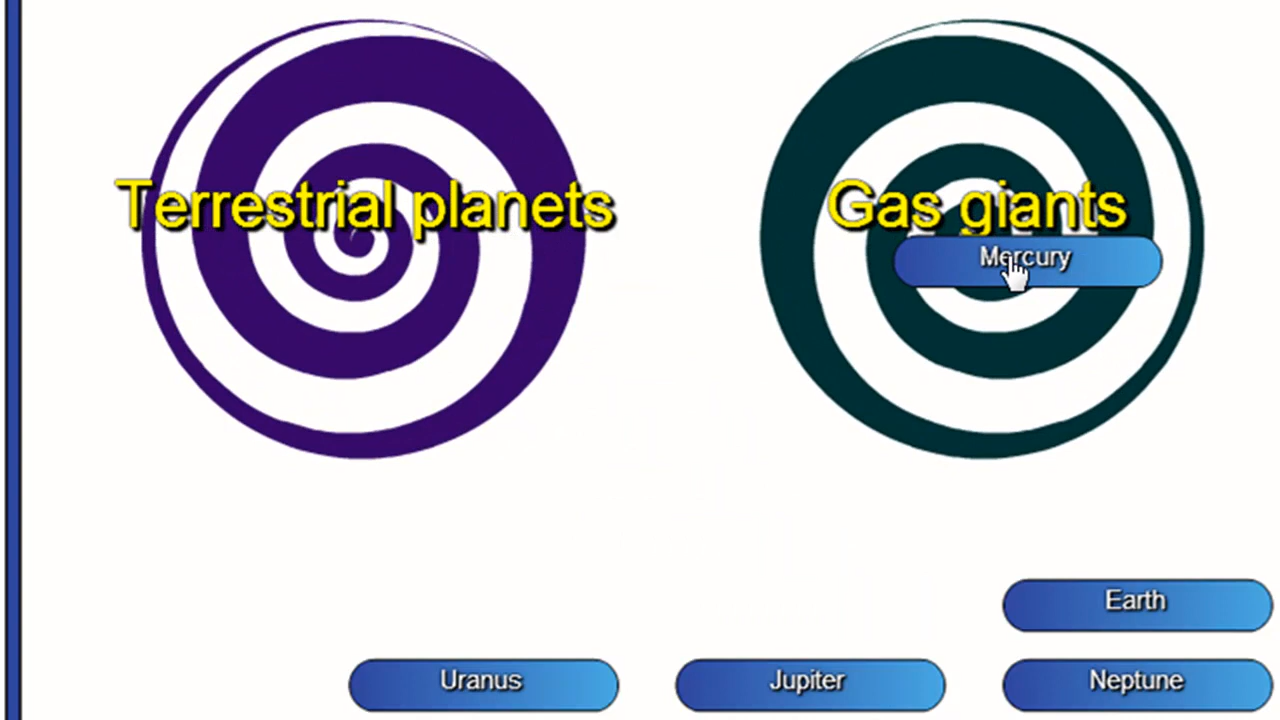 Terrestrial planets
Gas giants
Mercury
Earth
Uranus
Jupiter
Neptune